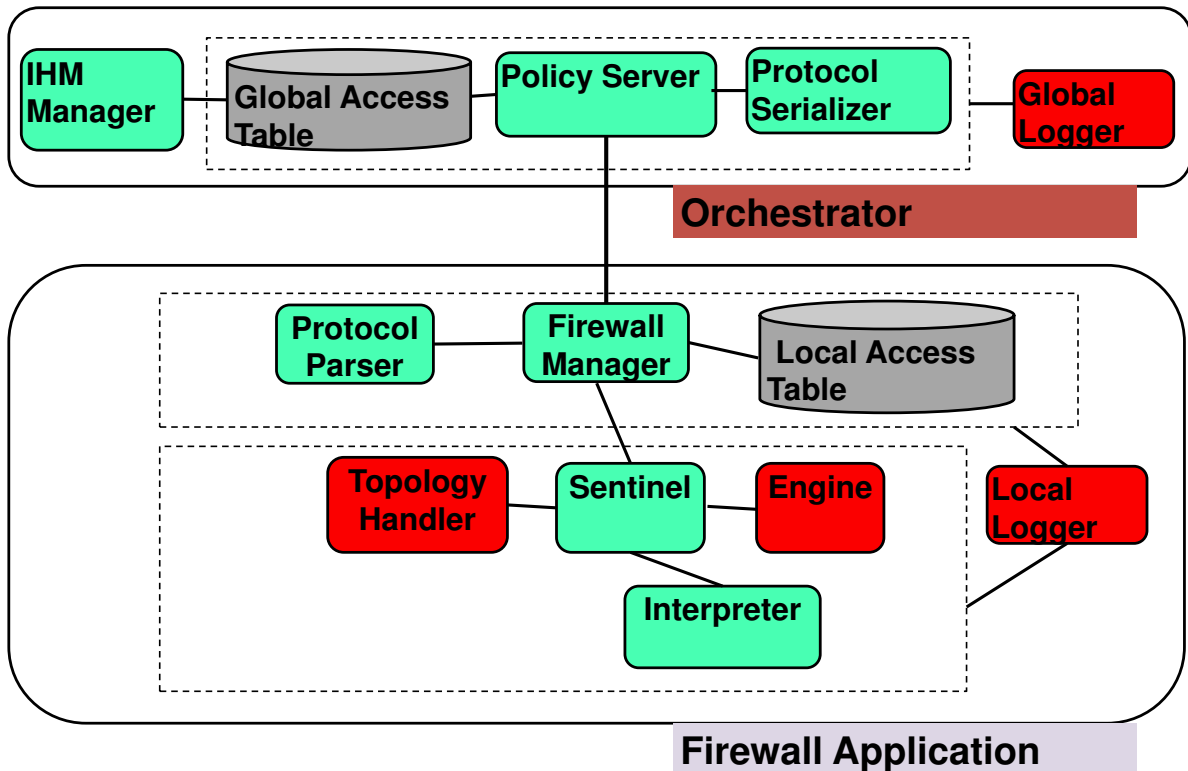 IHM
Manager
Global Access
Table
Policy Server
Protocol
Serializer
Global
Logger
Orchestrator
Protocol
Parser
Firewall
Manager
Local Access
Table
Topology
Handler
Sentinel
Engine
Local
Logger
Interpreter
Firewall Application